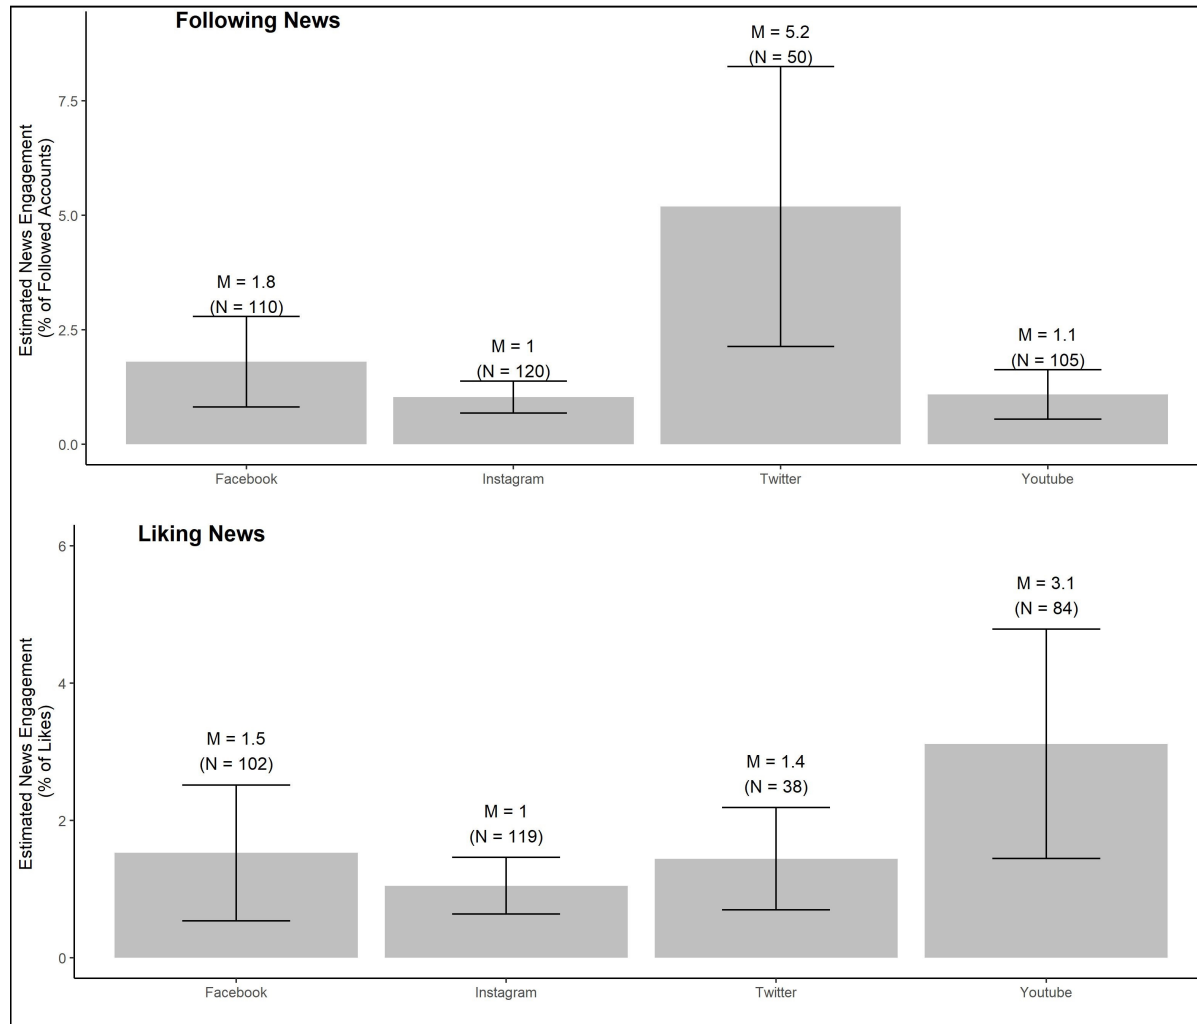 Following News
Estimated News Engagement
(% of Followed Accounts)
7.5
5.0
2.5
0.0
M = 1.8
(N = 110)
M = 1
(N = 120)
M = 5.2
(N = 50)
M = 1.1
(N = 105)
Facebook
Instagram
Twitter
Youtube
Liking News
Estimated News Engagement
(% of Likes)
6
4
2
0
M = 1.5
(N = 102)
M = 1
(N = 119)
M = 1.4
(N = 38)
M = 3.1
(N = 84)
Facebook
Instagram
Twitter
Youtube